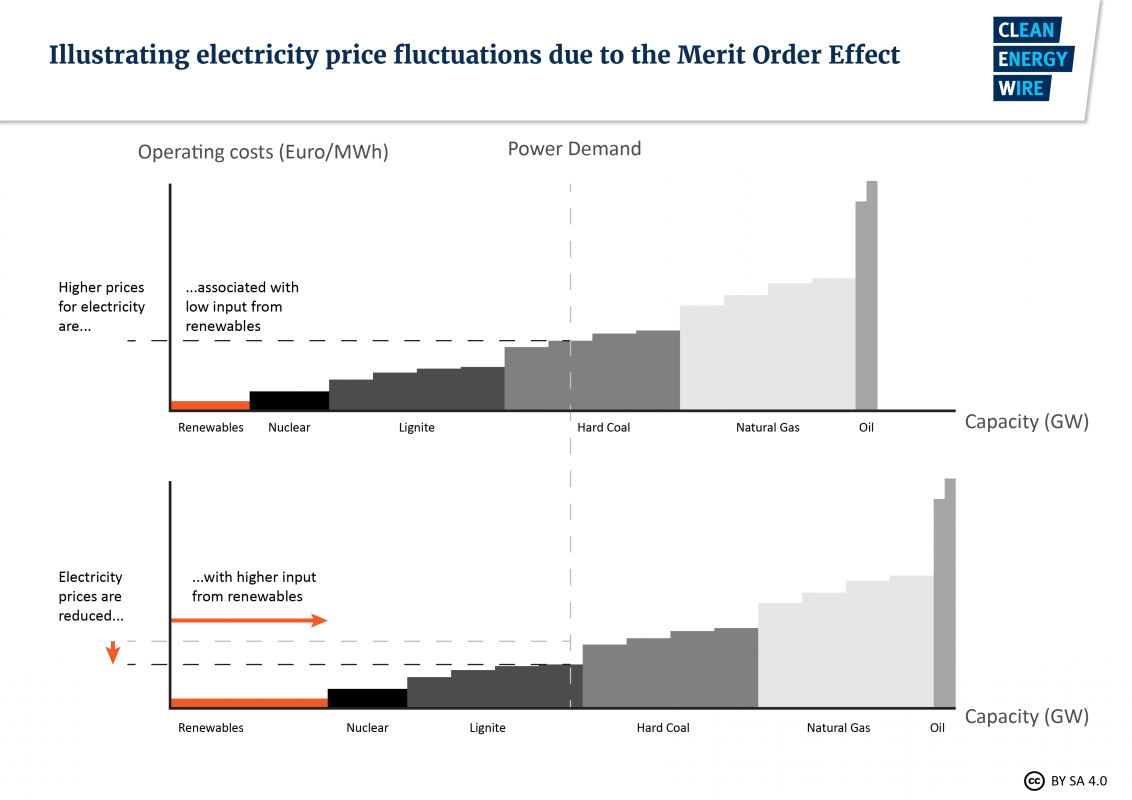 Illustrating electricity price fluctuations due to the Merit Order Effect
CLEAN
ENERGY
WIRE
Operating costs (Euro/MWh)
Power Demand
Higher prices
for electricity
are...
...associated with
low input from
renewables
Renewables
Nuclear
Lignite
Hard Coal
Natural Gas
Oil
Capacity (GW)
Electricity
prices are
reduced...
...with higher input
from renewables
Renewables
Nuclear
Lignite
Hard Coal
Natural Gas
Oil
Capacity (GW)
cc BY SA 4.0